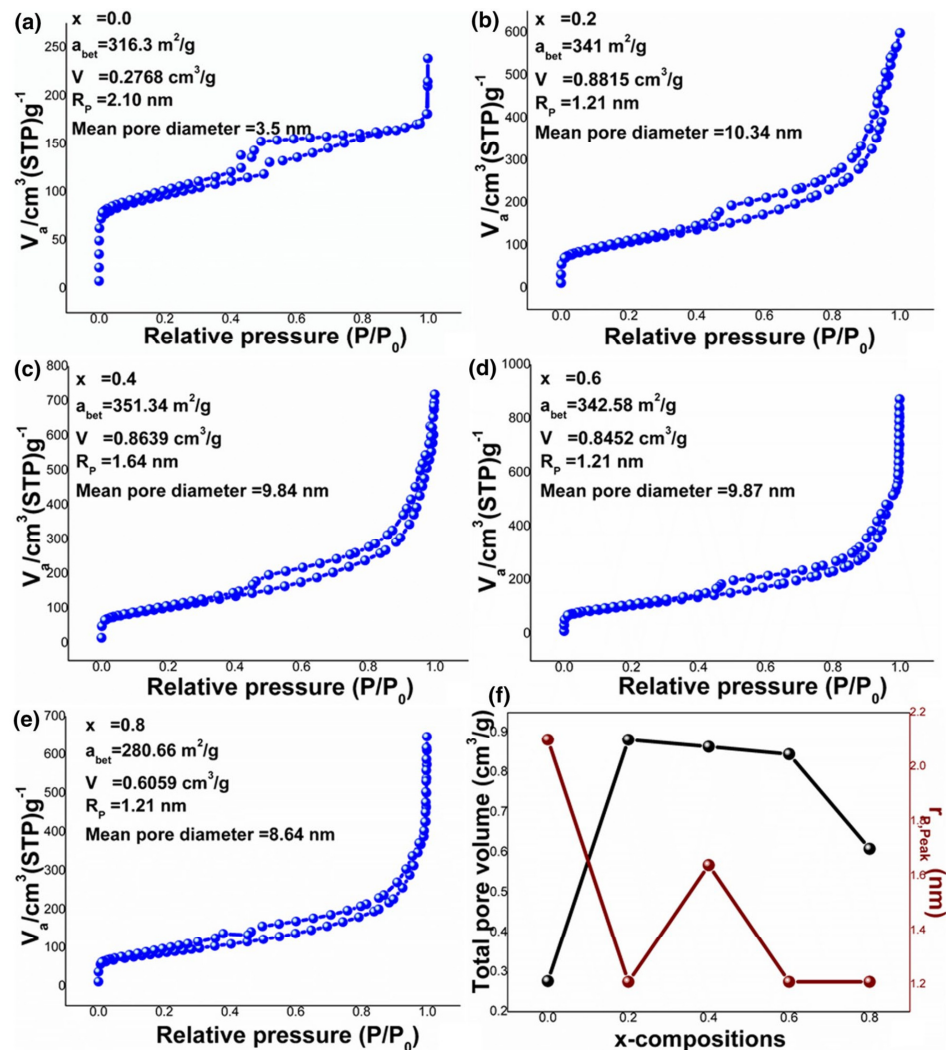 (a)
x =0.0
a_bet=316.3 m²/g
V =0.2768 cm³/g
R_P =2.10 nm
Mean pore diameter =3.5 nm
V_a/cm³(STP)g⁻¹
250
200
150
100
50
0
0.0 0.2 0.4 0.6 0.8 1.0
Relative pressure (P/P₀)
(b)
x =0.2
a_bet=341 m²/g
V =0.8815 cm³/g
R_P =1.21 nm
Mean pore diameter =10.34 nm
V_a/cm³(STP)g⁻¹
600
500
400
300
200
100
0
0.0 0.2 0.4 0.6 0.8 1.0
Relative pressure (P/P₀)
(c)
x =0.4
a_bet=351.34 m²/g
V =0.8639 cm³/g
R_P =1.64 nm
Mean pore diameter =9.84 nm
V_a/cm³(STP)g⁻¹
800
700
600
500
400
300
200
100
0
0.0 0.2 0.4 0.6 0.8 1.0
Relative pressure (P/P₀)
(d)
x =0.6
a_bet=342.58 m²/g
V =0.8452 cm³/g
R_P =1.21 nm
Mean pore diameter =9.87 nm
V_a/cm³(STP)g⁻¹
1000
800
600
400
200
0
0.0 0.2 0.4 0.6 0.8 1.0
Relative pressure (P/P₀)
(e)
x =0.8
a_bet=280.66 m²/g
V =0.6059 cm³/g
R_P =1.21 nm
Mean pore diameter =8.64 nm
V_a/cm³(STP)g⁻¹
700
600
500
400
300
200
100
0
0.0 0.2 0.4 0.6 0.8 1.0
Relative pressure (P/P₀)
(f)
Total pore volume (cm³/g)
0.9
0.8
0.7
0.6
0.5
0.4
0.3
0.2
0.0 0.2 0.4 0.6 0.8
x-compositions
2.2
2.0
1.8
1.6
1.4
1.2
r_P,Peak (nm)